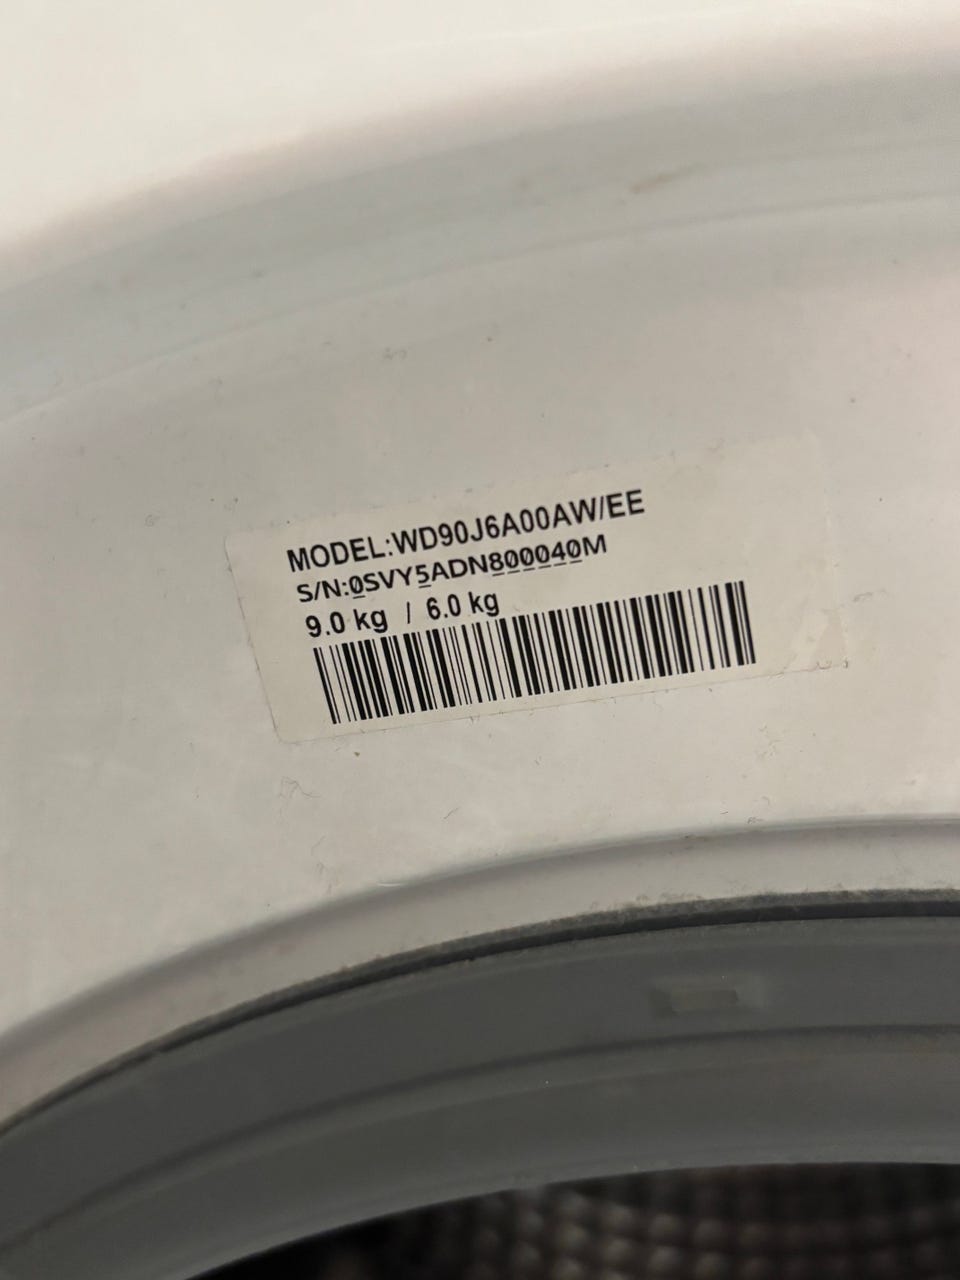 MODEL:WD90J6A00AW/EE
S/N:0SVY5ADN800040M
9.0 kg / 6.0 kg